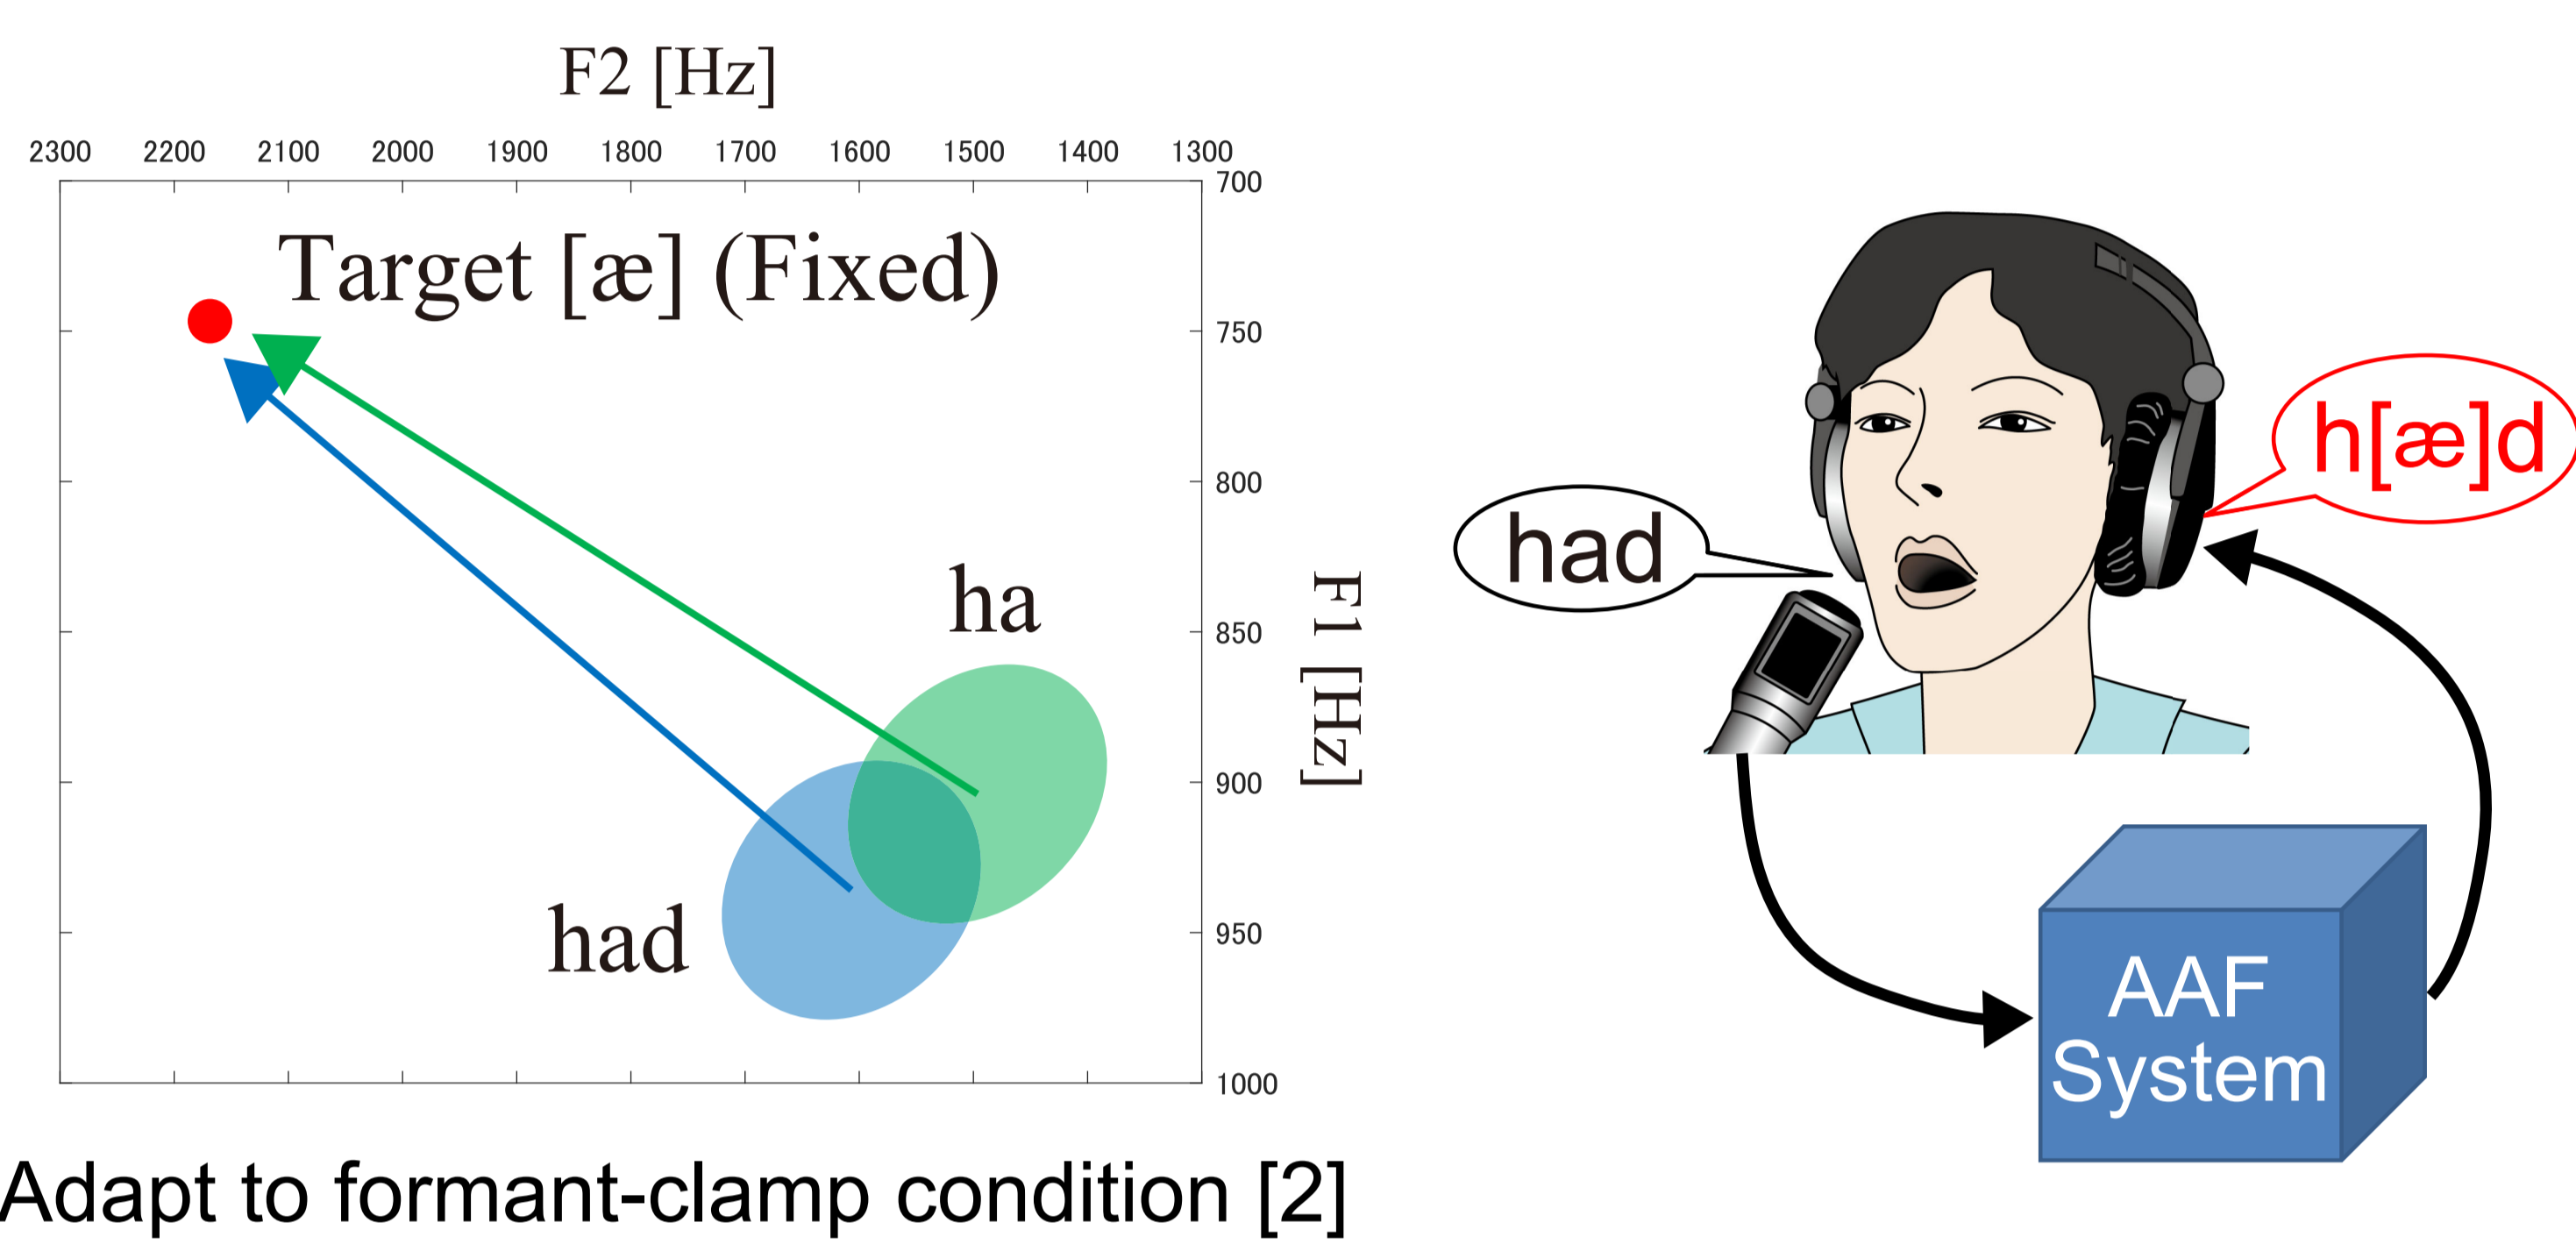 F2 [Hz]
2300 2200 2100 2000 1900 1800 1700 1600 1500 1400 1300
700
Target [æ] (Fixed)
750
h[æ]d
800
had
ha
850
F1 [Hz]
900
had
950
AAF
System
1000
Adapt to formant-clamp condition [2]